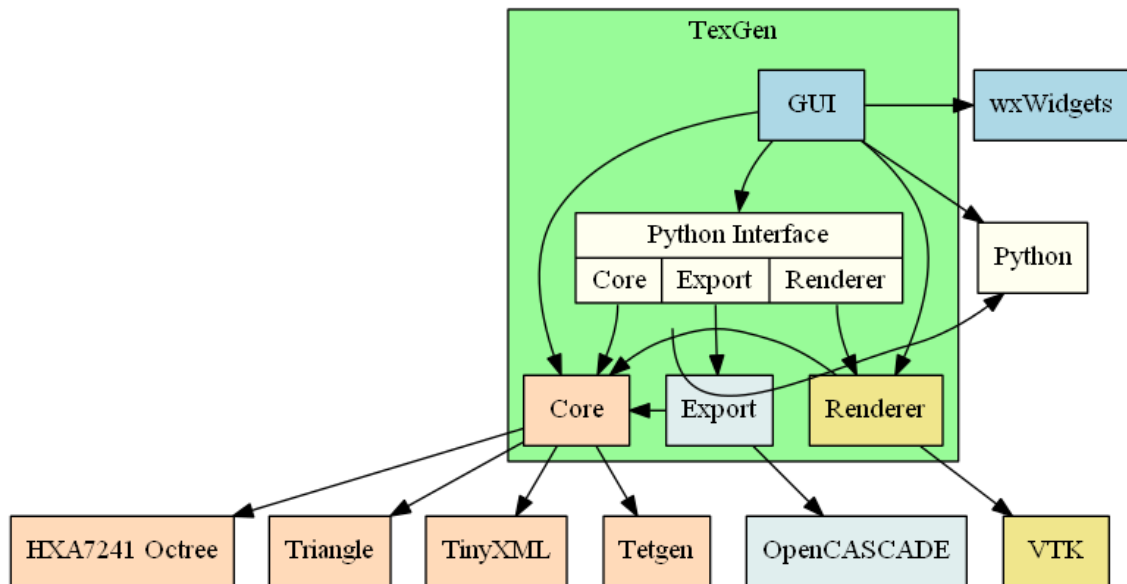 TexGen
GUI
wxWidgets
Python Interface
Core
Export
Renderer
Python
Core
Export
Renderer
HXA7241 Octree
Triangle
TinyXML
Tetgen
OpenCASCADE
VTK